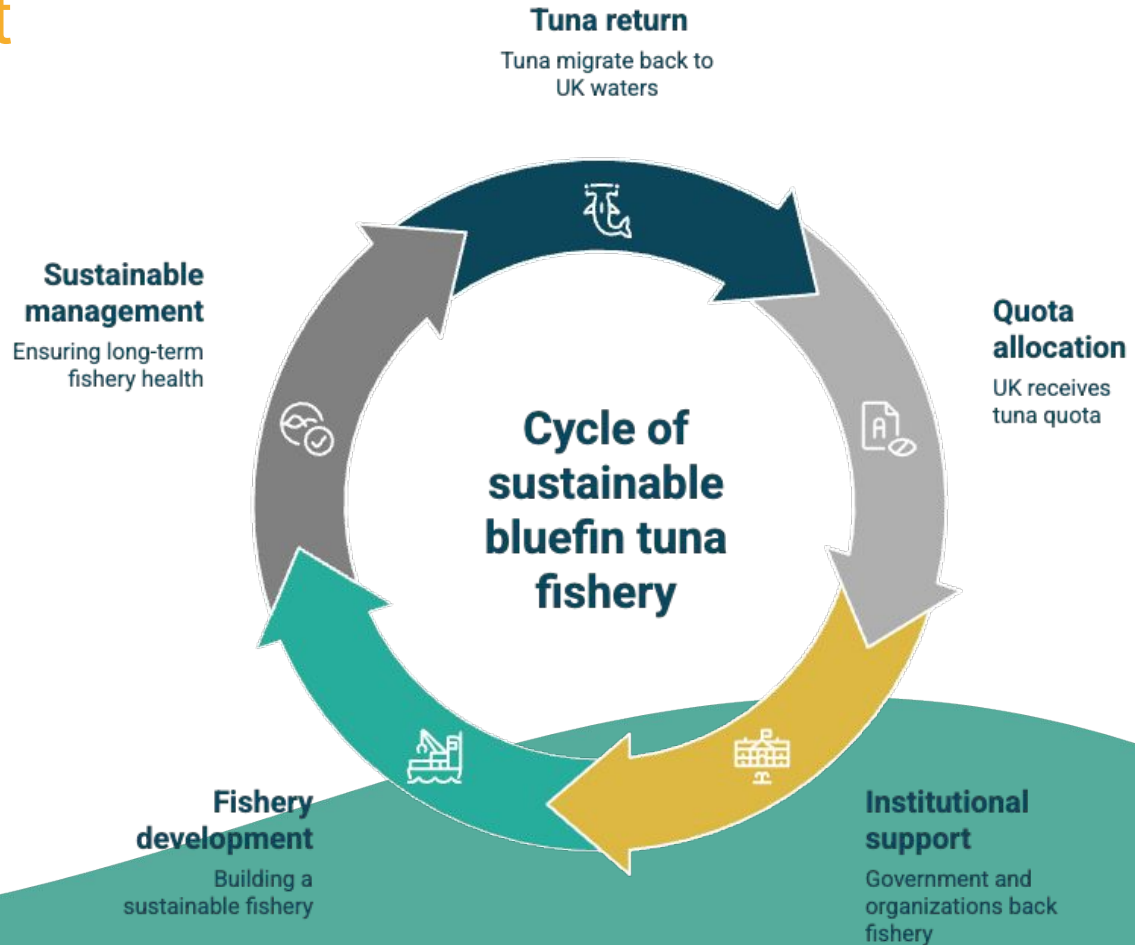 t
Tuna return
Tuna migrate back to
UK waters
Quota
allocation
UK receives
tuna quota
Institutional
support
Government and
organizations back
fishery
Fishery
development
Building a
sustainable fishery
Sustainable
management
Ensuring long-term
fishery health
Cycle of
sustainable
bluefin tuna
fishery
A